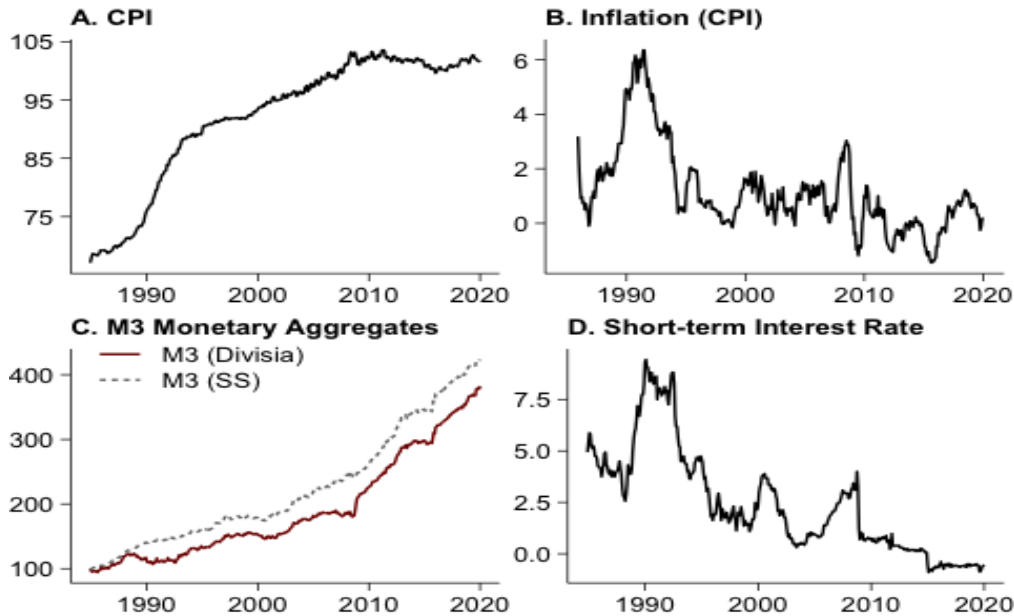 A. CPI
105
95
85
75
1990 2000 2010 2020
B. Inflation (CPI)
6
4
2
0
1990 2000 2010 2020
C. M3 Monetary Aggregates
M3 (Divisia)
M3 (SS)
400
300
200
100
1990 2000 2010 2020
D. Short-term Interest Rate
7.5
5.0
2.5
0.0
1990 2000 2010 2020